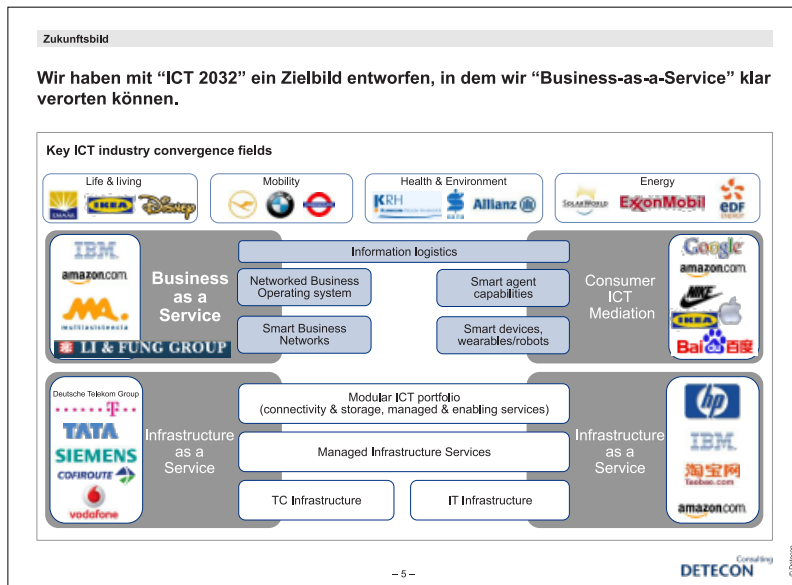 Zukunftsbild
Wir haben mit “ICT 2032” ein Zielbild entworfen, in dem wir “Business-as-a-Service” klar
verorten können.
Key ICT industry convergence fields
Life & living
Mobility
Health & Environment
Energy
EMAAR
IKEA
Disney
KRH
sana
Allianz
SOLARWORLD
ExxonMobil
eDF
ENERGY
IBM
amazon.com
multiasistencia
LI & FUNG GROUP
Business
as a
Service
Information logistics
Networked Business
Operating system
Smart agent
capabilities
Smart Business
Networks
Smart devices,
wearables/robots
Consumer
ICT
Mediation
Google
amazon.com
NIKE
IKEA
Bai du 百度
Deutsche Telekom Group
T
TATA
SIEMENS
COFIROUTE
vodafone
Infrastructure
as a
Service
Modular ICT portfolio
(connectivity & storage, managed & enabling services)
Managed Infrastructure Services
TC Infrastructure
IT Infrastructure
Infrastructure
as a
Service
hp
IBM
淘宝网
Taobao.com
amazon.com
– 5 –
Consulting
DETECON
© Detecon